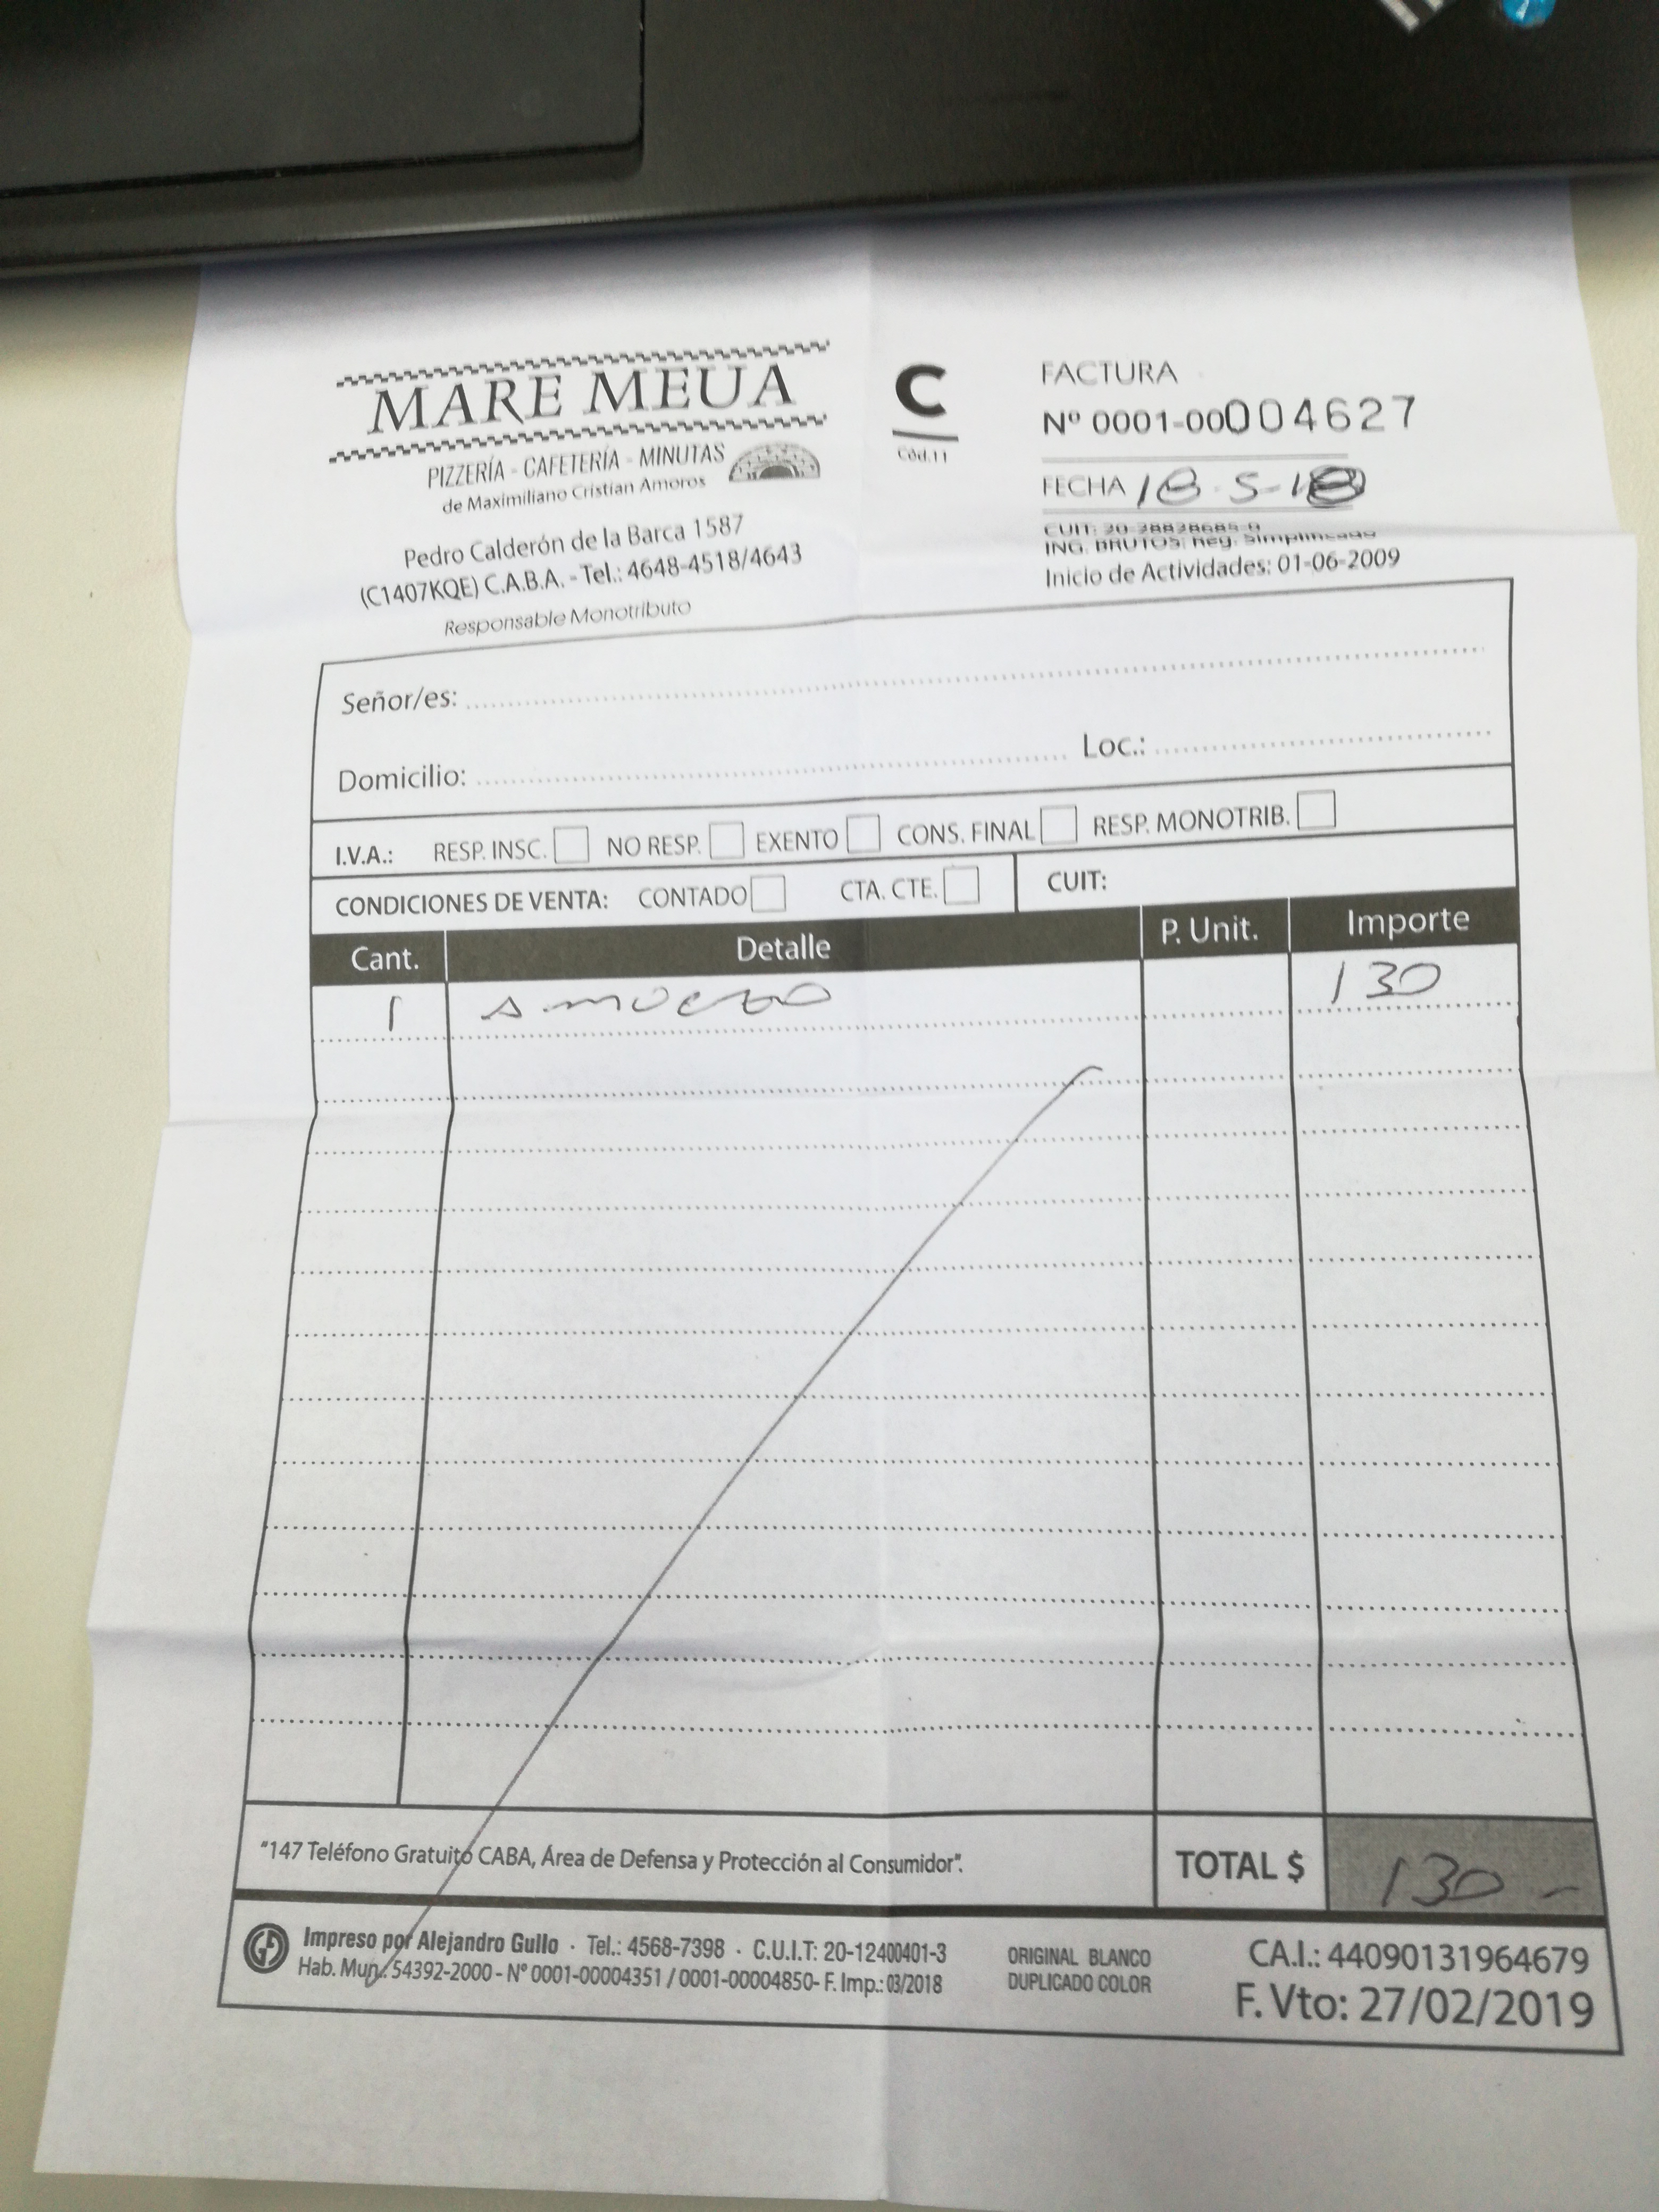 MARE MEUA
PIZZERÍA - CAFETERÍA - MINUTAS
de Maximiliano Cristian Amoros
Pedro Calderón de la Barca 1587
(C1407KQE) C.A.B.A. - Tel.: 4648-4518/4643
Responsable Monotributo
C
Cód.11
FACTURA
Nº 0001-00004627
FECHA 18-5-18
CUIT:
ING. BRUTOS: Reg. Simplificado
Inicio de Actividades: 01-06-2009
Señor/es:
Domicilio: Loc.:
I.V.A.: RESP. INSC. NO RESP. EXENTO CONS. FINAL RESP. MONOTRIB.
CONDICIONES DE VENTA: CONTADO CTA. CTE. CUIT:
Cant. Detalle P. Unit. Importe
1 130
"147 Teléfono Gratuito CABA, Área de Defensa y Protección al Consumidor".
TOTAL $ 130 -
Impreso por Alejandro Gullo · Tel.: 4568-7398 · C.U.I.T: 20-12400401-3
Hab. Mun.: 54392-2000 - Nº 0001-00004351 / 0001-00004850- F. Imp.: 03/2018
ORIGINAL BLANCO
DUPLICADO COLOR
CA.I.: 44090131964679
F. Vto: 27/02/2019